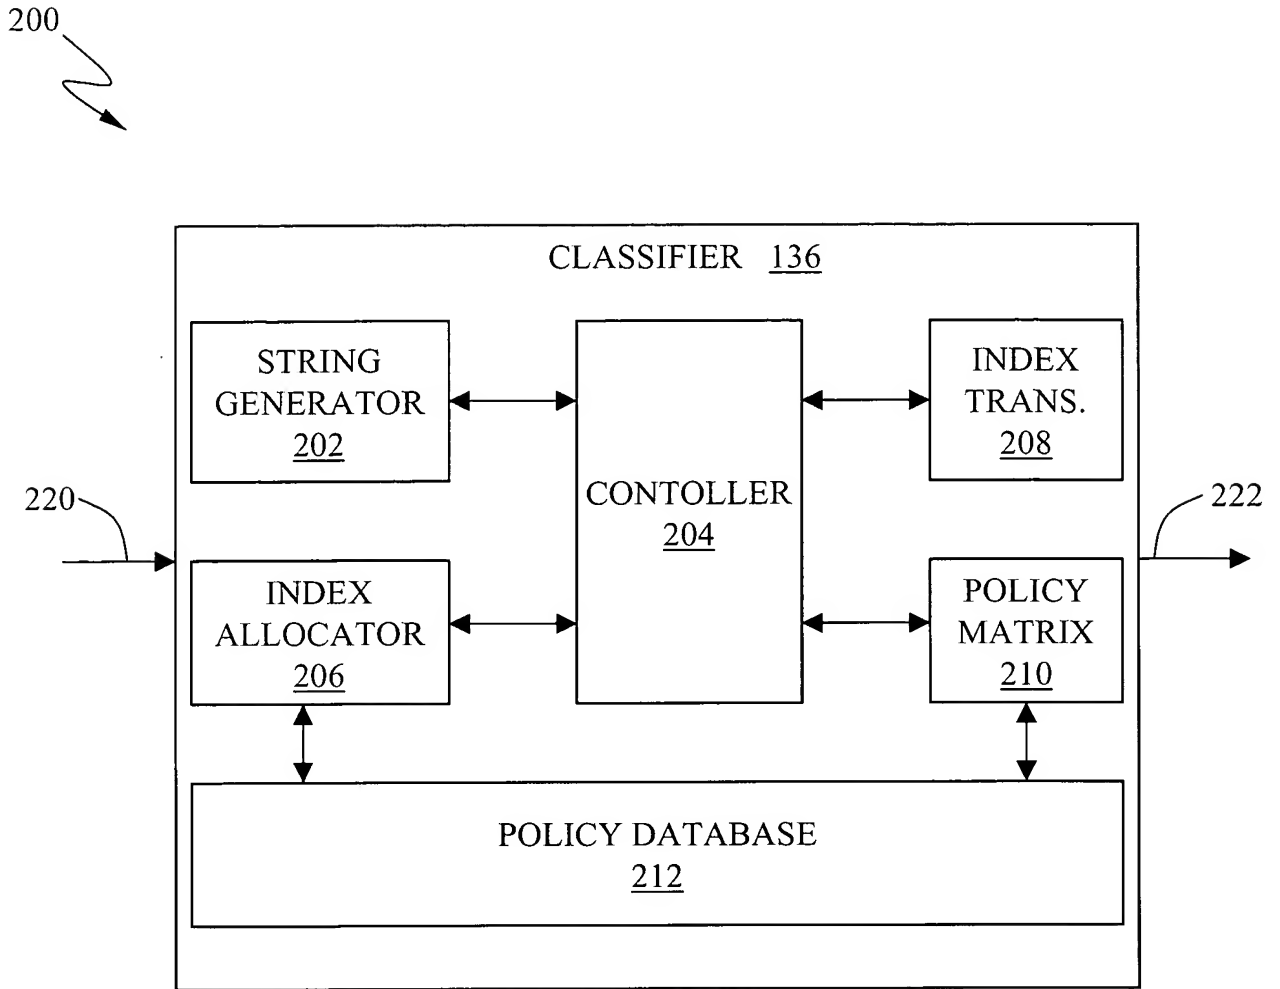 200
CLASSIFIER 136
STRING
GENERATOR
202
CONTOLLER
204
INDEX
TRANS.
208
220
222
INDEX
ALLOCATOR
206
POLICY
MATRIX
210
POLICY DATABASE
212